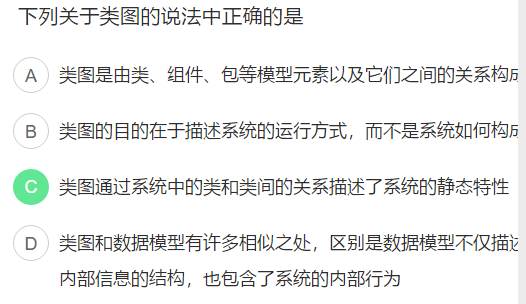 下列关于类图的说法中正确的是
A 类图是由类、组件、包等模型元素以及它们之间的关系构
B 类图的目的在于描述系统的运行方式，而不是系统如何构
C 类图通过系统中的类和类间的关系描述了系统的静态特性
D 类图和数据模型有许多相似之处，区别是数据模型不仅描
内部信息的结构，也包含了系统的内部行为